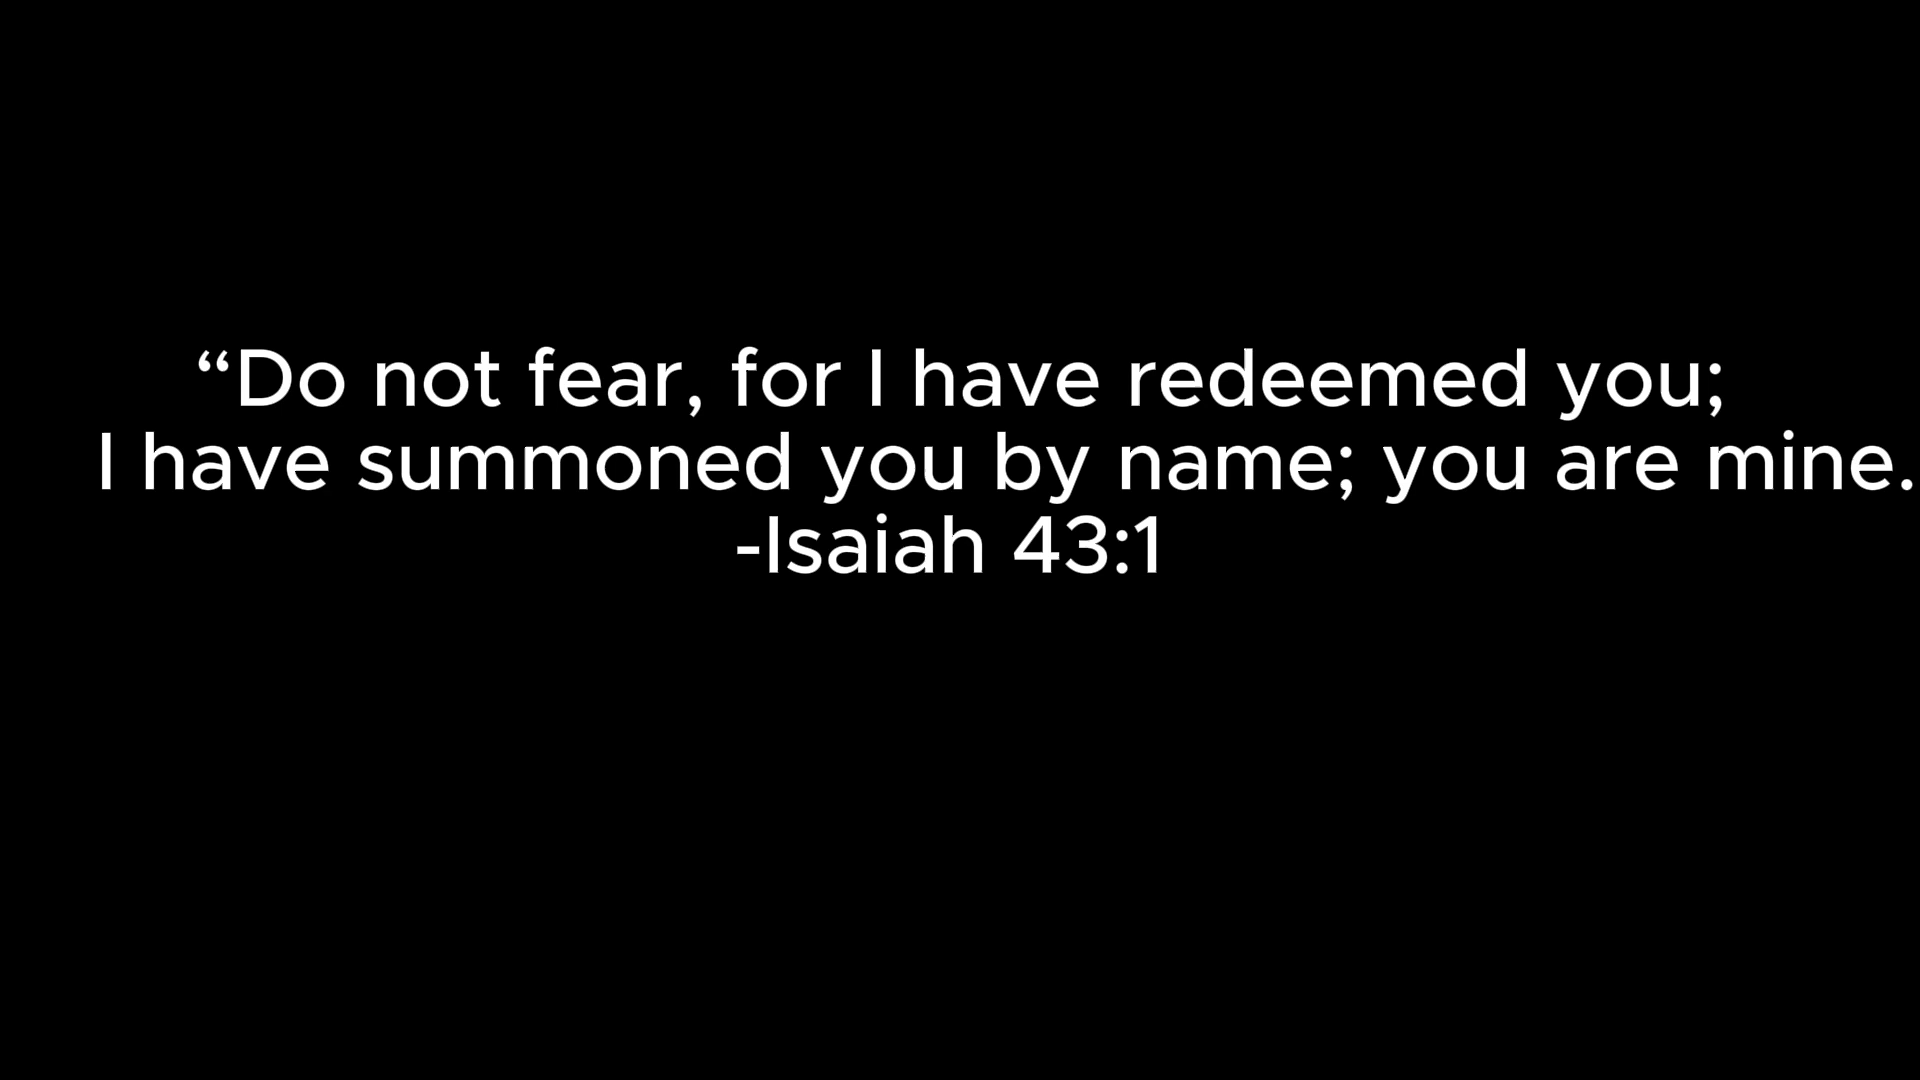 “Do not fear, for I have redeemed you;
I have summoned you by name; you are mine.
-Isaiah 43:1